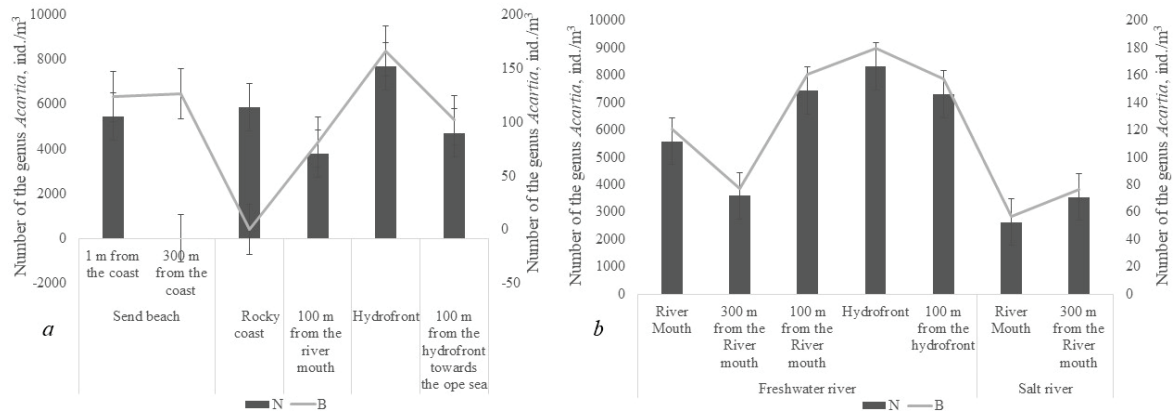 Number of the genus Acartia, ind./m³
10000
8000
6000
4000
2000
0
-2000
200
150
100
50
0
-50
Number of the genus Acartia, ind./m³
1 m from
the coast
300 m
from the
coast
Send beach
Rocky
coast
100 m
from the
river
mouth
Hydrofront
100 m
from the
hydrofront
towards
the ope sea
a
N
B
Number of the genus Acartia, ind./m³
10000
9000
8000
7000
6000
5000
4000
3000
2000
1000
0
200
180
160
140
120
100
80
60
40
20
0
Number of the genus Acartia, ind./m³
River
Mouth
300 m
from the
River
mouth
100 m
from the
River
mouth
Hydrofront
100 m
from the
hydrofront
River
Mouth
300 m
from the
River
mouth
Freshwater river
Salt river
b
N
B